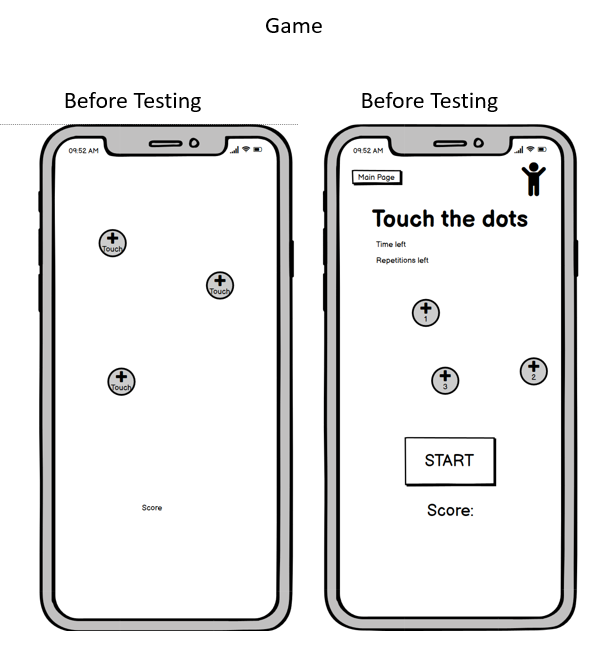 Game
Before Testing
Before Testing
09:52 AM
Touch
Touch
Touch
Score
09:52 AM
Main Page
Touch the dots
Time left
Repetitions left
1
2
3
START
Score: